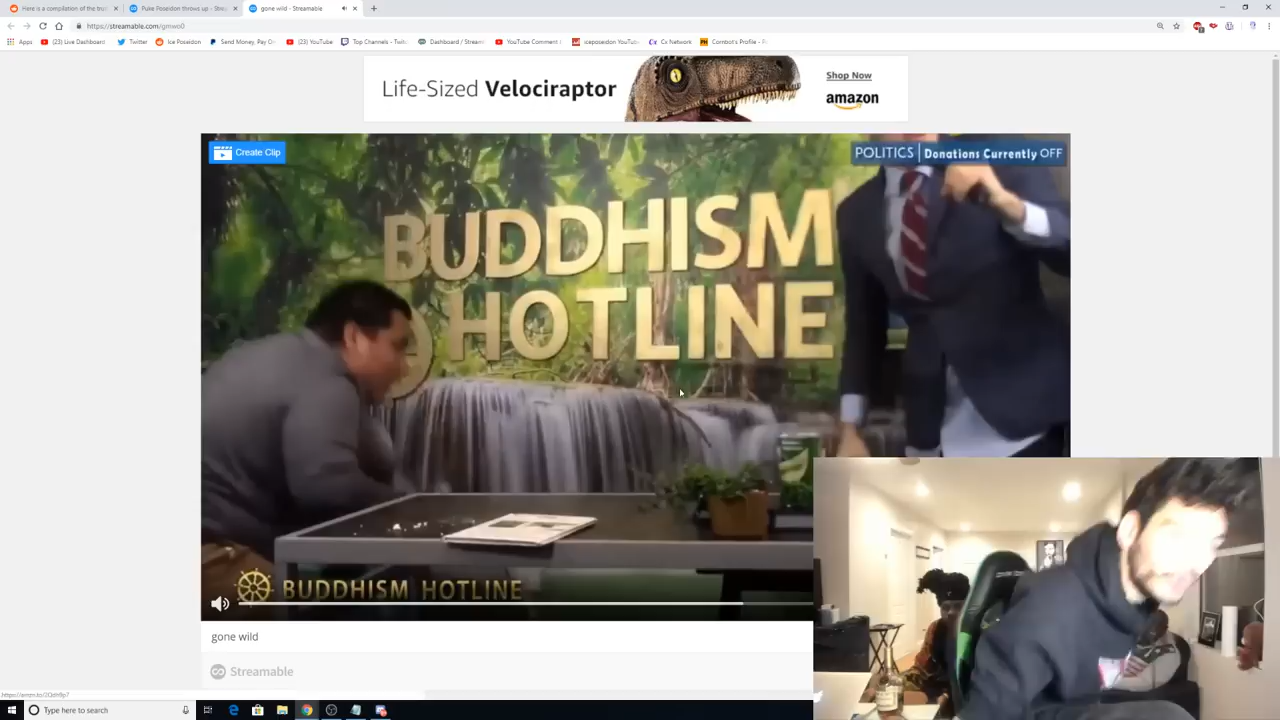 Here is a compilation of the trus
Puke Poseidon throws up - Stre
gone wild - Streamable
https://streamable.com/gmwo0
Apps
(23) Live Dashboard
Twitter
Ice Poseidon
Send Money, Pay O
(23) YouTube
Top Channels - Twit
Dashboard / Stream
YouTube Comment
iceposeidon YouTub
Cx Network
Combot's Profile - P
Life-Sized Velociraptor
Shop Now
amazon
Create Clip
POLITICS | Donations Currently OFF
BUDDHISM
HOTLINE
BUDDHISM HOTLINE
gone wild
Streamable
Type here to search